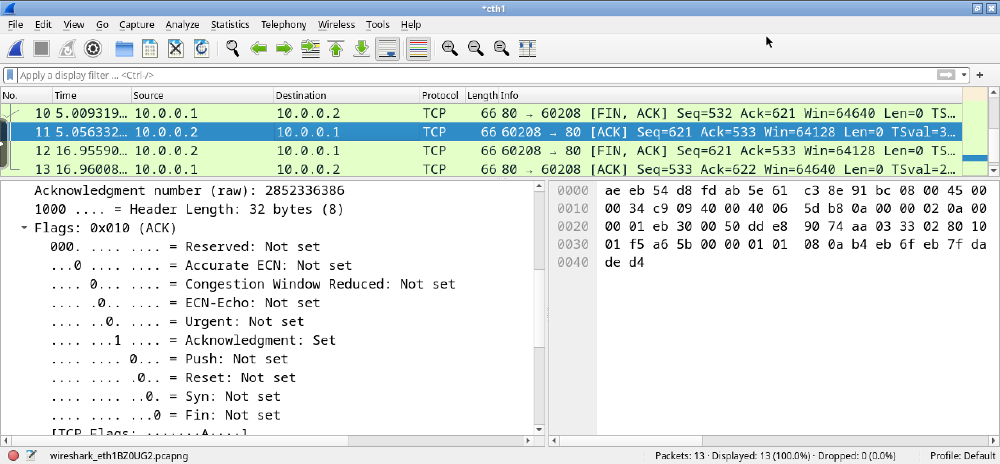 *eth1
File Edit View Go Capture Analyze Statistics Telephony Wireless Tools Help
Apply a display filter ... <Ctrl-/>
No. Time Source Destination Protocol Length Info
10 5.009319… 10.0.0.1 10.0.0.2 TCP 66 80 → 60208 [FIN, ACK] Seq=532 Ack=621 Win=64640 Len=0 TS…
11 5.056332… 10.0.0.2 10.0.0.1 TCP 66 60208 → 80 [ACK] Seq=621 Ack=533 Win=64128 Len=0 TSval=3…
12 16.95590… 10.0.0.2 10.0.0.1 TCP 66 60208 → 80 [FIN, ACK] Seq=621 Ack=533 Win=64128 Len=0 TS…
13 16.96008… 10.0.0.1 10.0.0.2 TCP 66 80 → 60208 [ACK] Seq=533 Ack=622 Win=64640 Len=0 TSval=2…
Acknowledgment number (raw): 2852336386
1000 .... = Header Length: 32 bytes (8)
Flags: 0x010 (ACK)
000. .... .... = Reserved: Not set
...0 .... .... = Accurate ECN: Not set
.... 0... .... = Congestion Window Reduced: Not set
.... .0.. .... = ECN-Echo: Not set
.... ..0. .... = Urgent: Not set
.... ...1 .... = Acknowledgment: Set
.... .... 0... = Push: Not set
.... .... .0.. = Reset: Not set
.... .... ..0. = Syn: Not set
.... .... ...0 = Fin: Not set
[TCP Flags: ·······A····]
0000 ae eb 54 d8 fd ab 5e 61 c3 8e 91 bc 08 00 45 00
0010 00 34 c9 09 40 00 40 06 5d b8 0a 00 00 02 0a 00
0020 00 01 eb 30 00 50 dd e8 90 74 aa 03 33 02 80 10
0030 01 f5 a6 5b 00 00 01 01 08 0a b4 eb 6f eb 7f da
0040 de d4
wireshark_eth1BZ0UG2.pcapng
Packets: 13 · Displayed: 13 (100.0%) · Dropped: 0 (0.0%)
Profile: Default